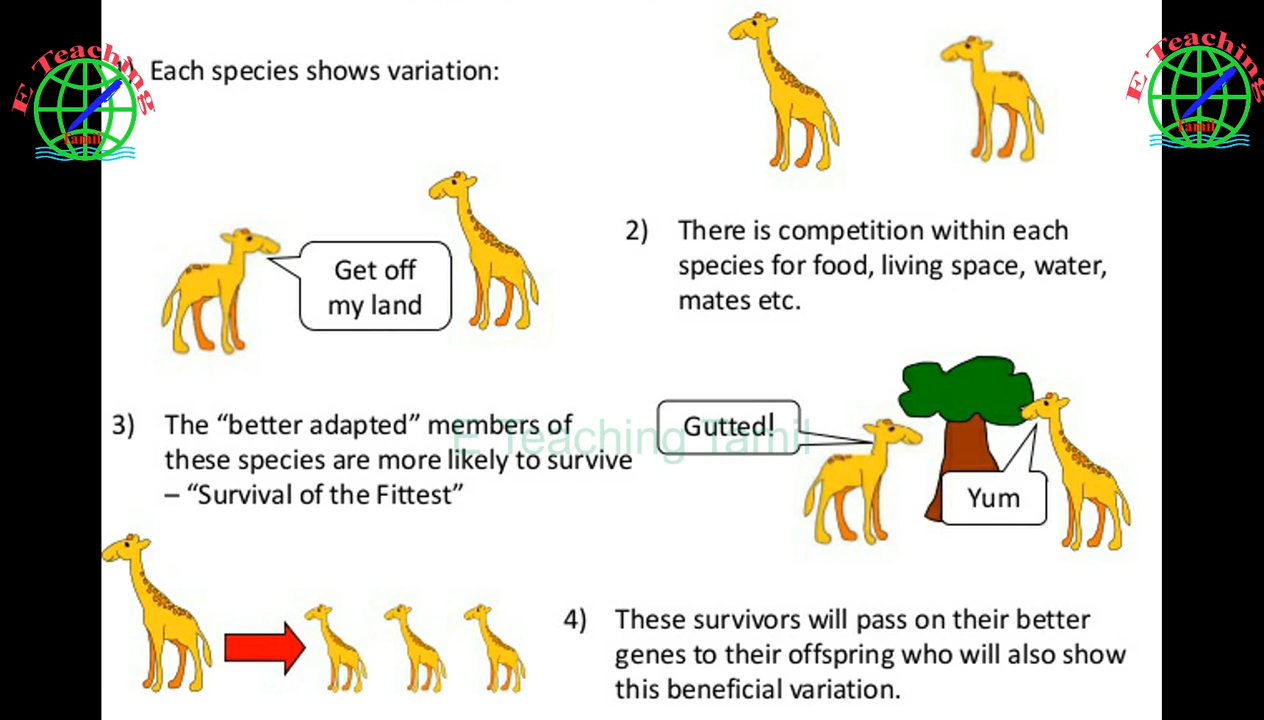 E Teaching
Tamil
1) Each species shows variation:
E Teaching
Tamil
Get off
my land
2) There is competition within each
species for food, living space, water,
mates etc.
3) The “better adapted” members of
these species are more likely to survive
– “Survival of the Fittest”
E Teaching Tamil
Gutted!
Yum
4) These survivors will pass on their better
genes to their offspring who will also show
this beneficial variation.